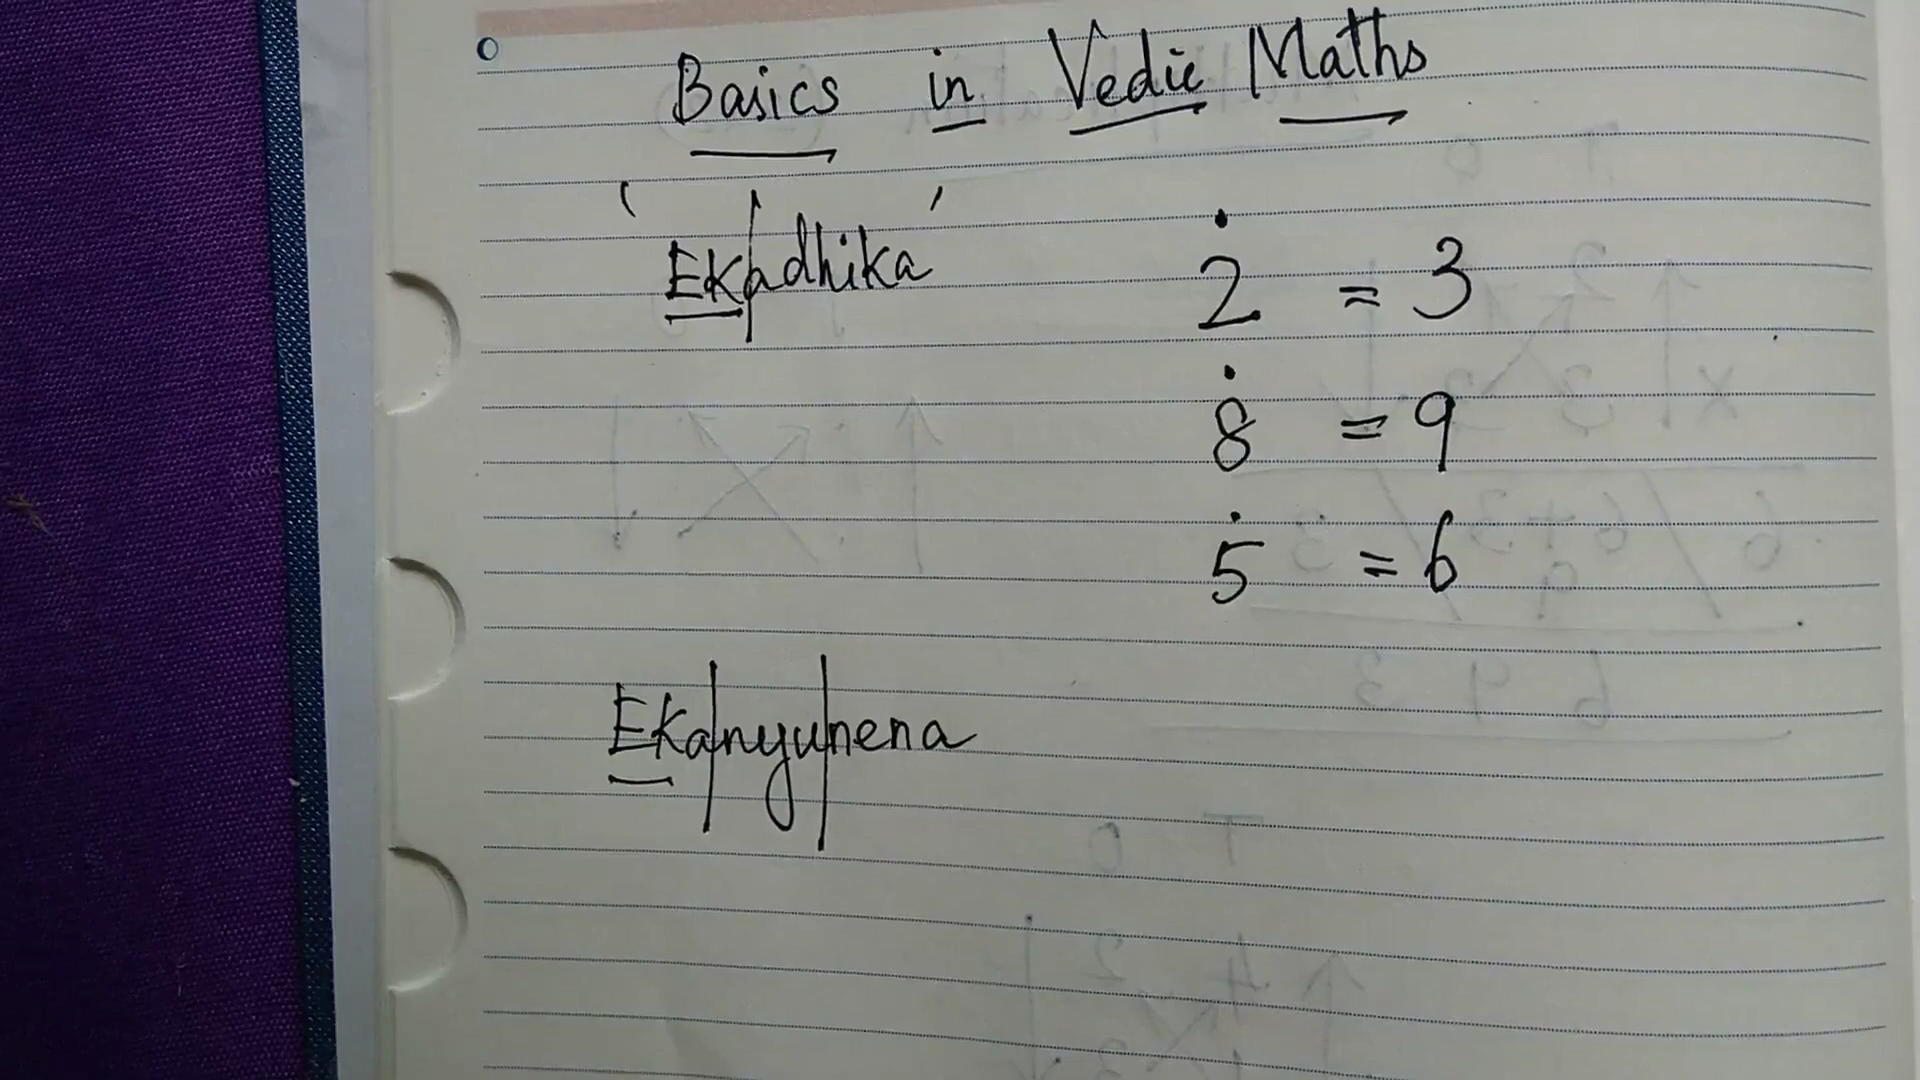 Basics in Vedic Maths
'Ekadhika' 2̇ = 3
8̇ = 9
5̇ = 6
Ekanyunena